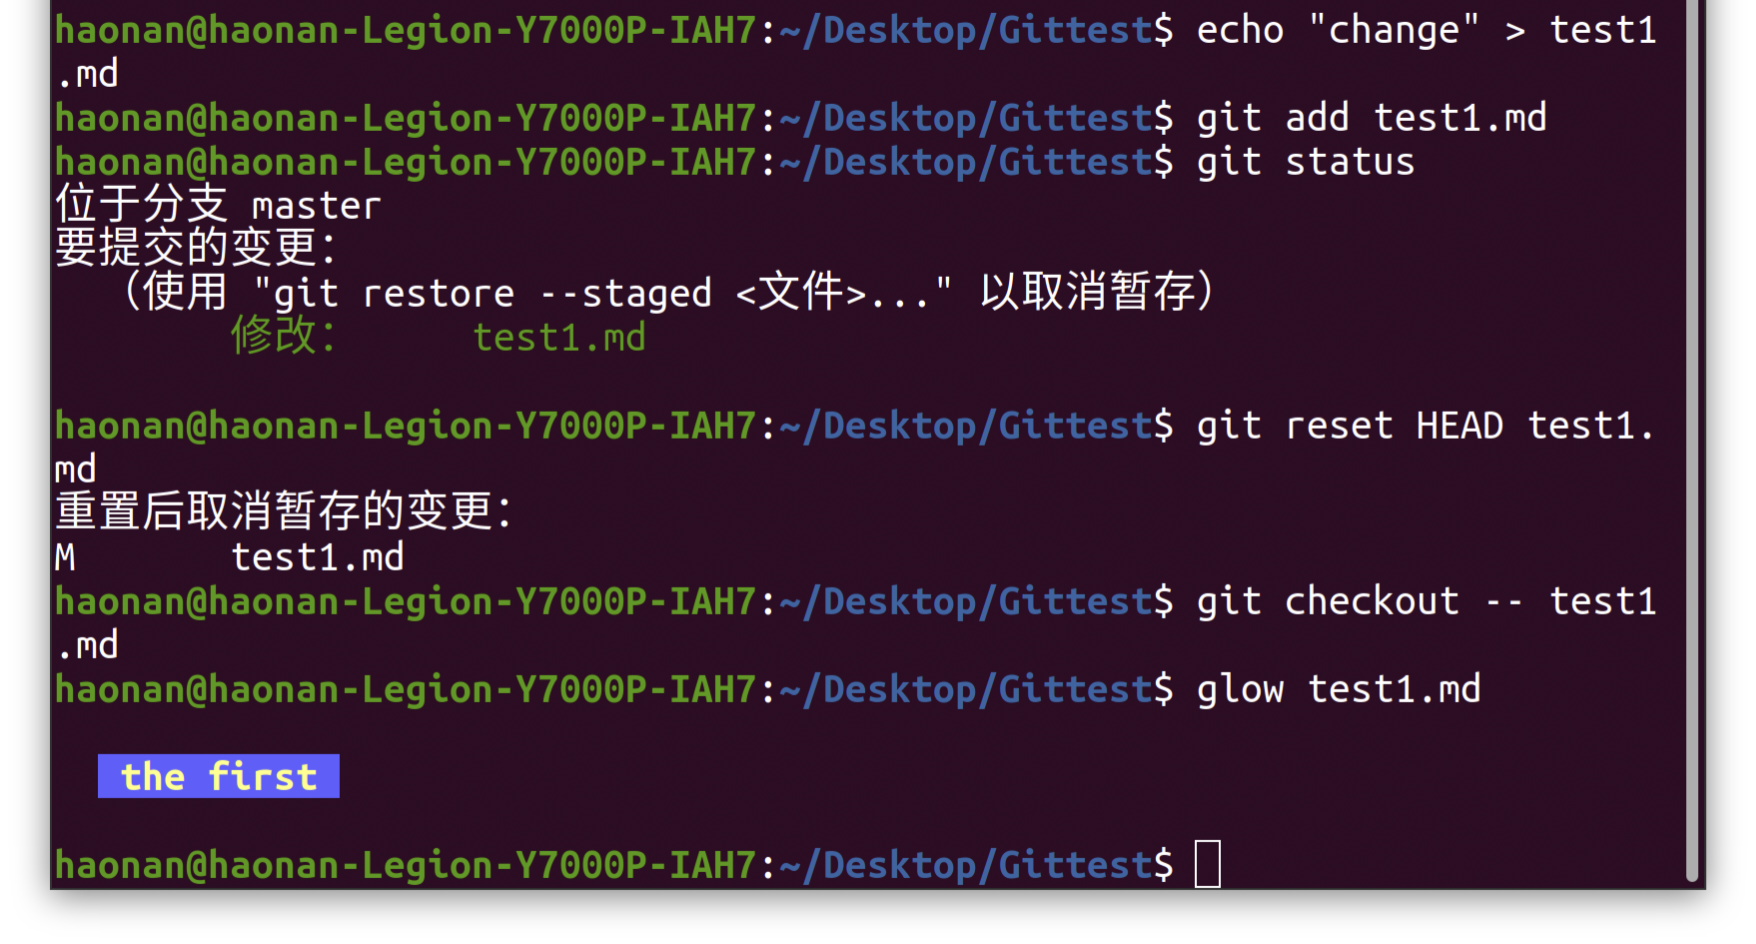 haonan@haonan-Legion-Y7000P-IAH7:~/Desktop/Gittest$ echo "change" > test1
.md
haonan@haonan-Legion-Y7000P-IAH7:~/Desktop/Gittest$ git add test1.md
haonan@haonan-Legion-Y7000P-IAH7:~/Desktop/Gittest$ git status
位于分支 master
要提交的变更：
  （使用 "git restore --staged <文件>..." 以取消暂存）
        修改：     test1.md

haonan@haonan-Legion-Y7000P-IAH7:~/Desktop/Gittest$ git reset HEAD test1.
md
重置后取消暂存的变更：
M       test1.md
haonan@haonan-Legion-Y7000P-IAH7:~/Desktop/Gittest$ git checkout -- test1
.md
haonan@haonan-Legion-Y7000P-IAH7:~/Desktop/Gittest$ glow test1.md

   the first

haonan@haonan-Legion-Y7000P-IAH7:~/Desktop/Gittest$